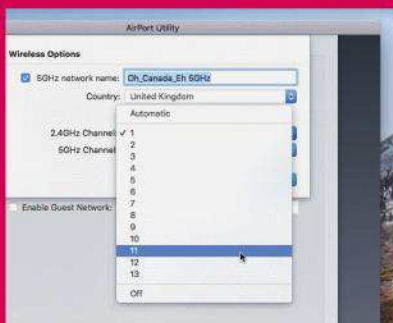 AirPort Utility
Wireless Options
5GHz network name: Oh_Canada_Eh 5GHz
Country: United Kingdom
Automatic
2.4GHz Channel: ✓ 1
2
5GHz Channel: 3
4
5
6
7
8
Enable Guest Network:
9
10
11
12
13
Off